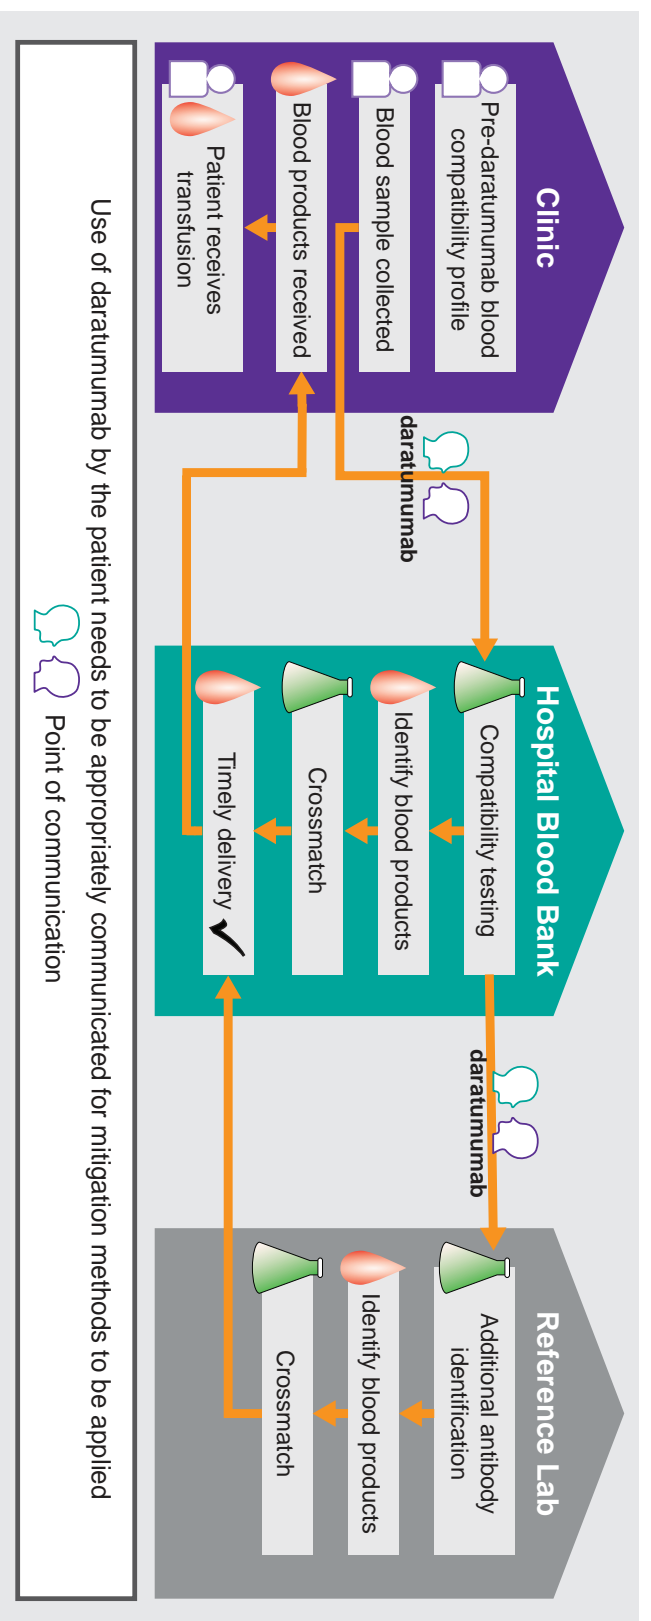 Clinic
Pre-daratumumab blood
compatibility profile
Blood sample collected
Blood products received
Patient receives
transfusion
daratumumab
Hospital Blood Bank
Compatibility testing
Identify blood products
Crossmatch
Timely delivery
daratumumab
Reference Lab
Additional antibody
identification
Identify blood products
Crossmatch
Use of daratumumab by the patient needs to be appropriately communicated for mitigation methods to be applied
Point of communication